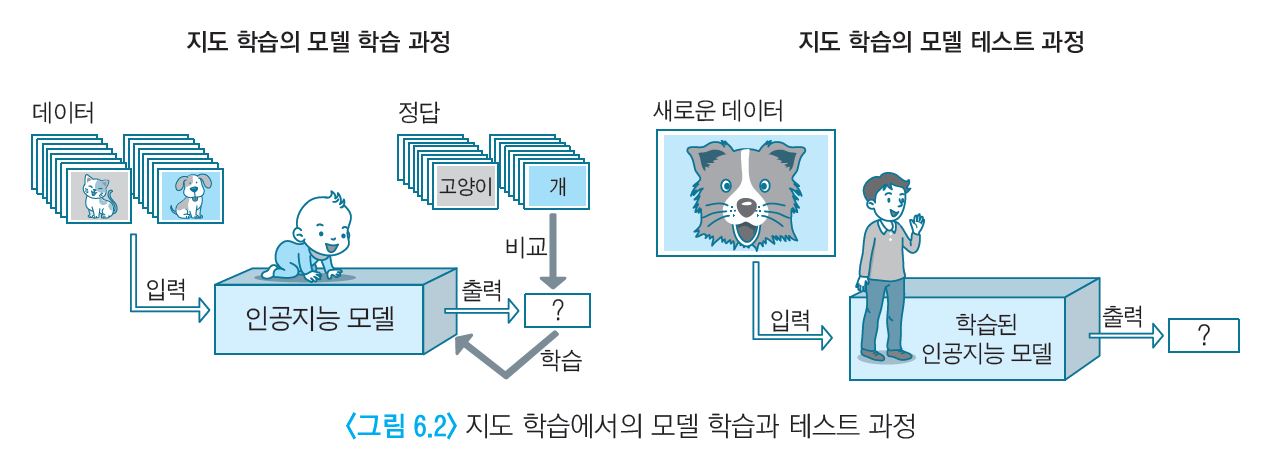 지도 학습의 모델 학습 과정
데이터
정답
고양이
개
비교
입력
인공지능 모델
출력
?
학습
지도 학습의 모델 테스트 과정
새로운 데이터
입력
학습된
인공지능 모델
출력
?
<그림 6.2> 지도 학습에서의 모델 학습과 테스트 과정